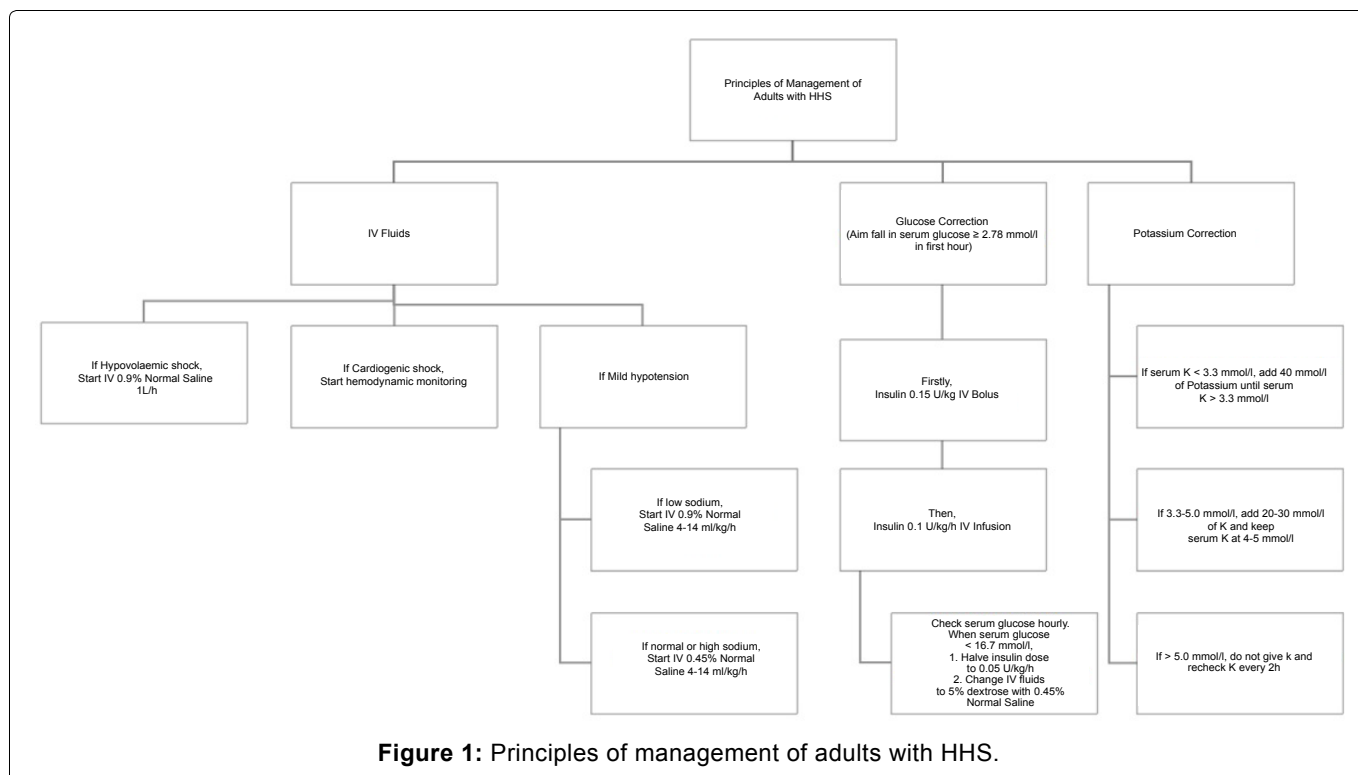 Principles of Management of
Adults with HHS
IV Fluids
Glucose Correction
(Aim fall in serum glucose ≥ 2.78 mmol/l
in first hour)
Potassium Correction
If Hypovolaemic shock,
Start IV 0.9% Normal Saline
1L/h
If Cardiogenic shock,
Start hemodynamic monitoring
If Mild hypotension
If low sodium,
Start IV 0.9% Normal
Saline 4-14 ml/kg/h
If normal or high sodium,
Start IV 0.45% Normal
Saline 4-14 ml/kg/h
Firstly,
Insulin 0.15 U/kg IV Bolus
Then,
Insulin 0.1 U/kg/h IV Infusion
Check serum glucose hourly.
When serum glucose
< 16.7 mmol/l,
1. Halve insulin dose
to 0.05 U/kg/h
2. Change IV fluids
to 5% dextrose with 0.45%
Normal Saline
If serum K < 3.3 mmol/l, add 40 mmol/l
of Potassium until serum
K > 3.3 mmol/l
If 3.3-5.0 mmol/l, add 20-30 mmol/l
of K and keep
serum K at 4-5 mmol/l
If > 5.0 mmol/l, do not give k and
recheck K every 2h
Figure 1: Principles of management of adults with HHS.